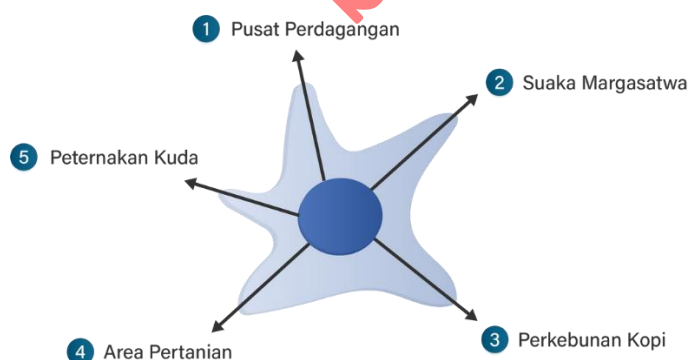 1 Pusat Perdagangan
2 Suaka Margasatwa
5 Peternakan Kuda
3 Perkebunan Kopi
4 Area Pertanian